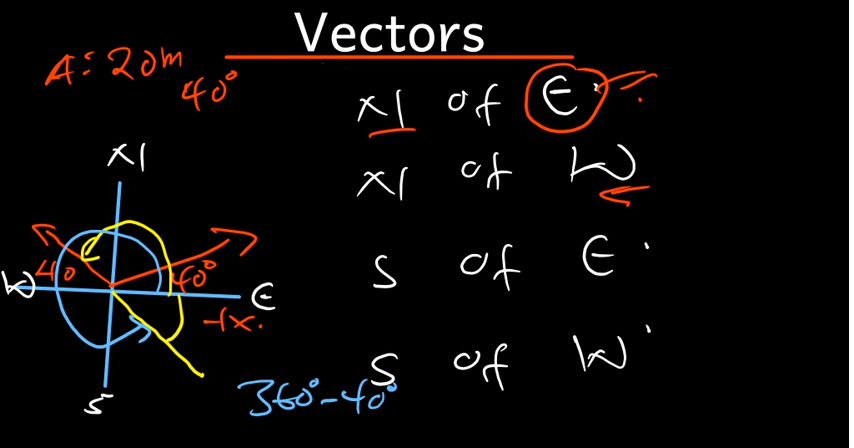 Vectors
A: 20m
40°
N of E
N of W
N
40
40°
W
E
+x.
S of E
S of W
S
360° - 40°